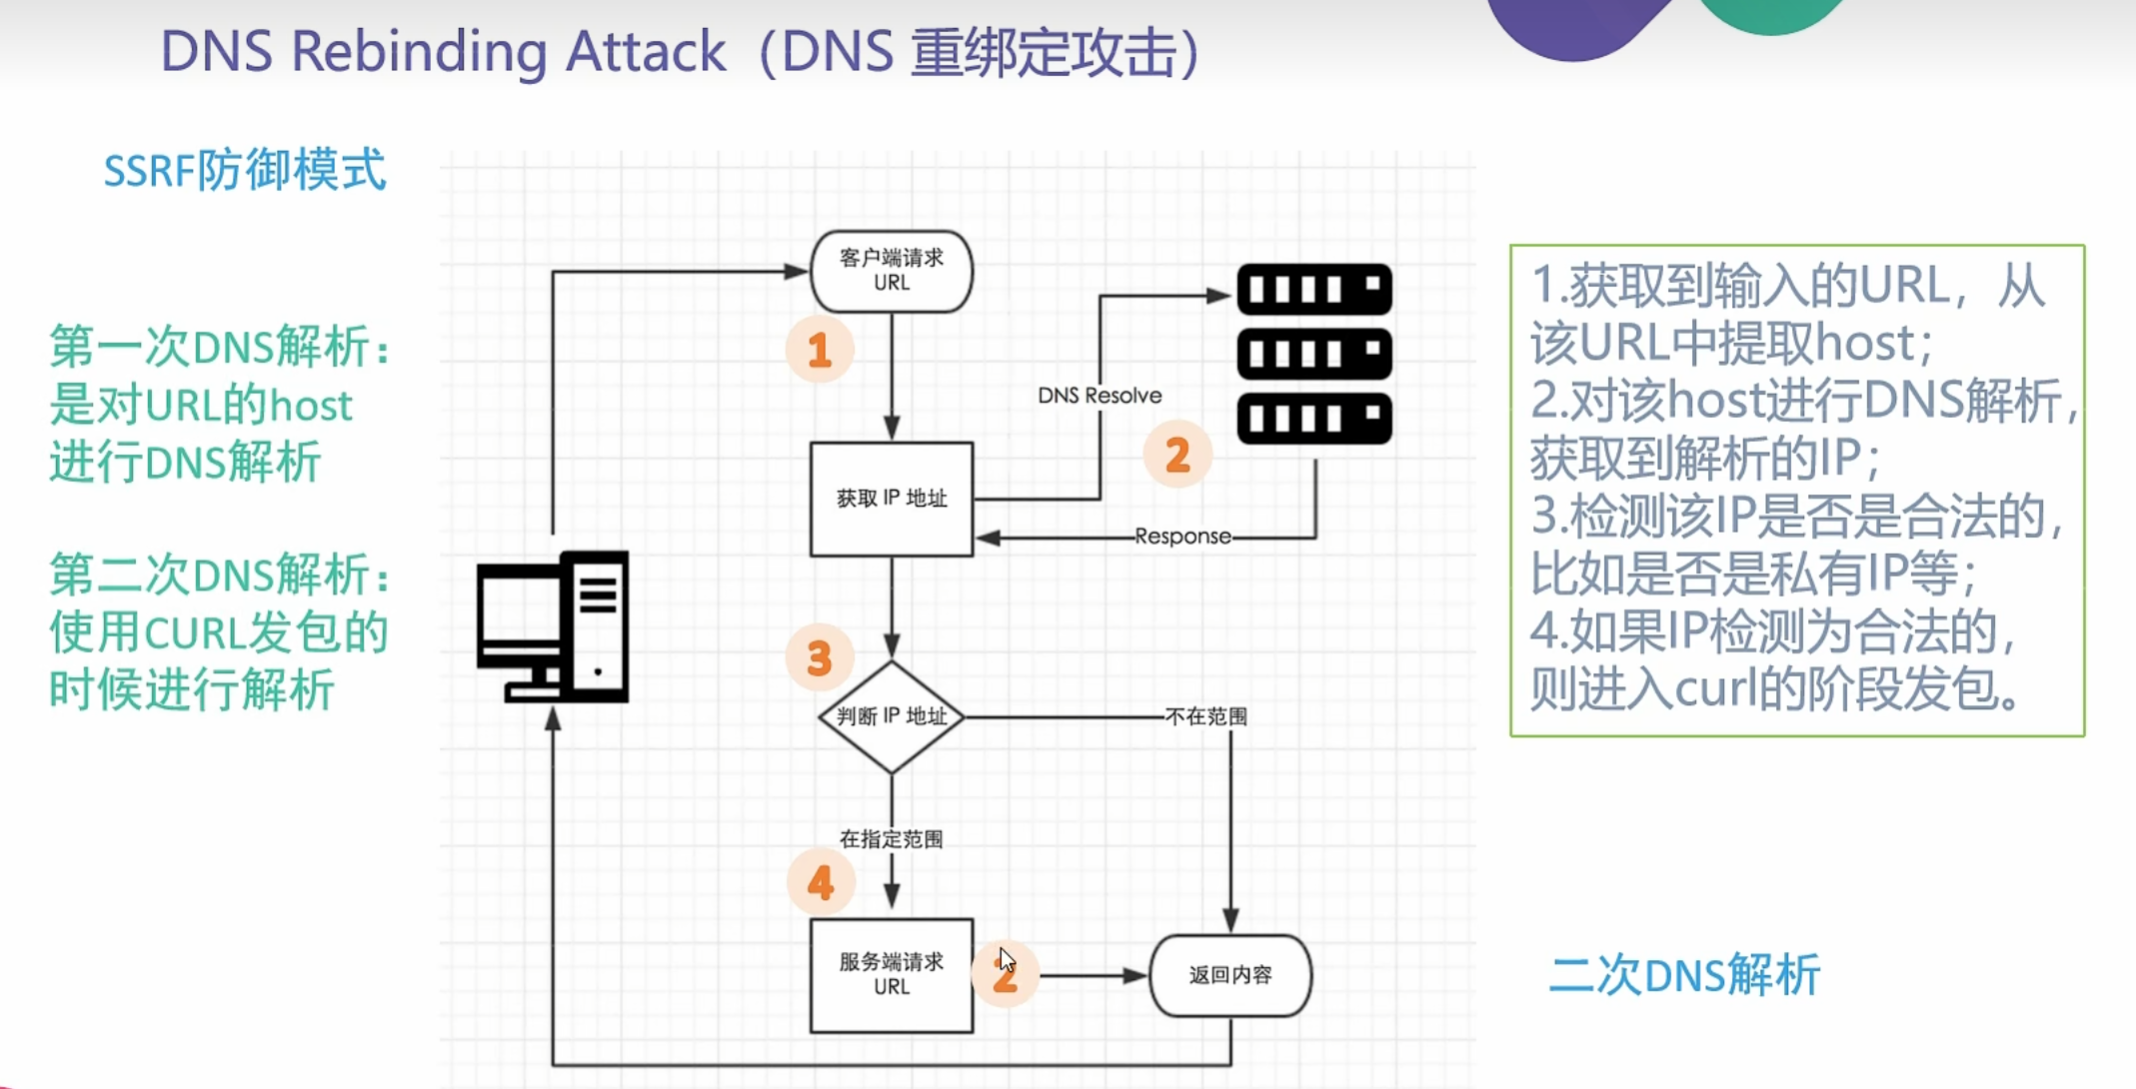 DNS Rebinding Attack（DNS 重绑定攻击）
SSRF防御模式
第一次DNS解析：
是对URL的host
进行DNS解析
第二次DNS解析：
使用CURL发包的
时候进行解析
客户端请求
URL
1
DNS Resolve
2
获取 IP 地址
Response
3
判断 IP 地址
不在范围
在指定范围
4
服务端请求
URL
2
返回内容
1.获取到输入的URL，从
该URL中提取host；
2.对该host进行DNS解析，
获取到解析的IP；
3.检测该IP是否是合法的，
比如是否是私有IP等；
4.如果IP检测为合法的，
则进入curl的阶段发包。
二次DNS解析